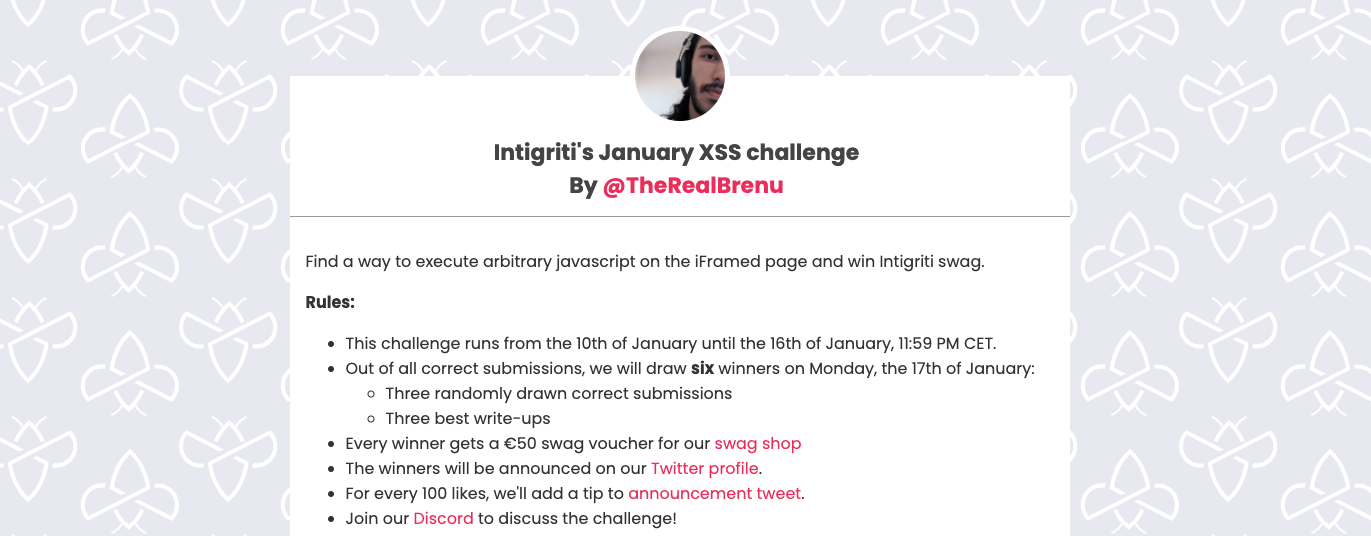 Intigriti's January XSS challenge
By @TheRealBrenu
Find a way to execute arbitrary javascript on the iFramed page and win Intigriti swag.
Rules:
This challenge runs from the 10th of January until the 16th of January, 11:59 PM CET.
Out of all correct submissions, we will draw six winners on Monday, the 17th of January:
Three randomly drawn correct submissions
Three best write-ups
Every winner gets a €50 swag voucher for our swag shop
The winners will be announced on our Twitter profile.
For every 100 likes, we'll add a tip to announcement tweet.
Join our Discord to discuss the challenge!